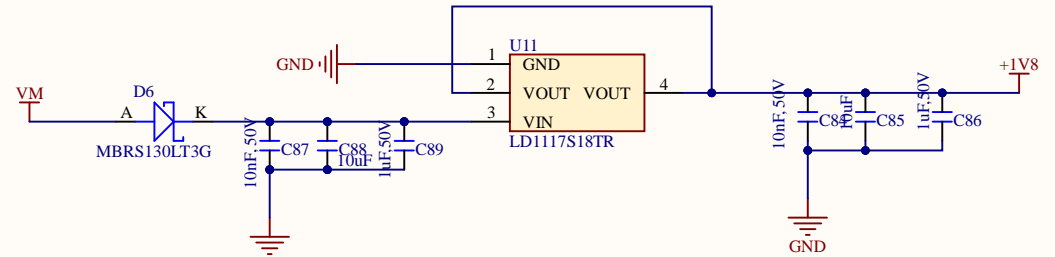 VM
D6
A
K
MBRS130LT3G
10nF,50V
C87
C88
10uF
1uF,50V
C89
GND
U11
1
GND
2
VOUT
VOUT
4
3
VIN
LD1117S18TR
10nF,50V
C84
10uF
C85
1uF,50V
C86
+1V8
GND